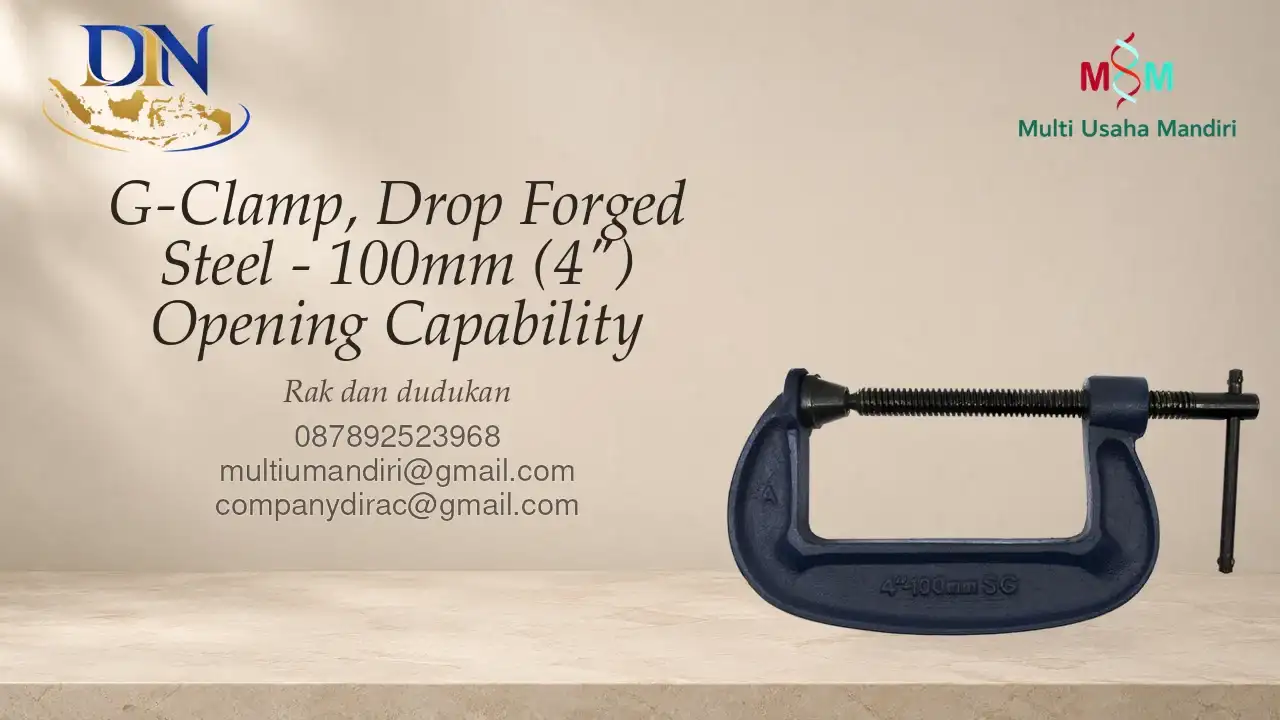 DN
M M
Multi Usaha Mandiri
G-Clamp, Drop Forged
Steel - 100mm (4")
Opening Capability
Rak dan dudukan
087892523968
multiumandiri@gmail.com
companydirac@gmail.com
A
4"-100mm SG